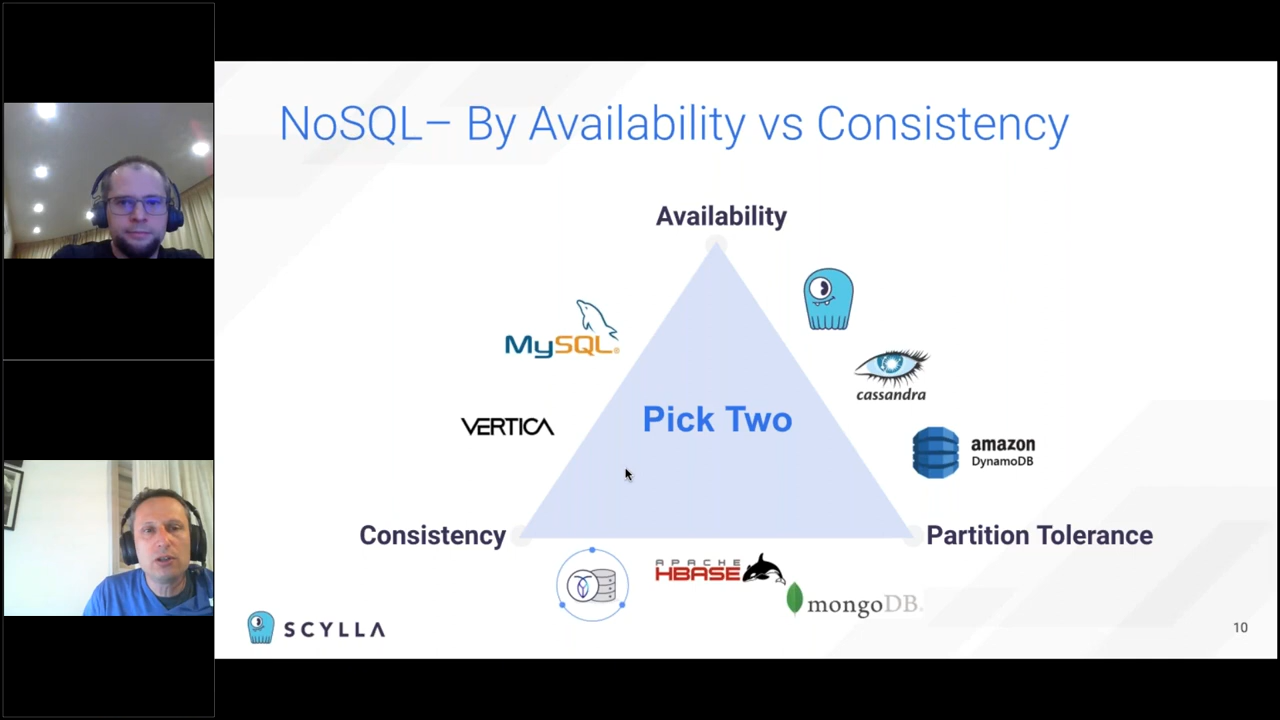 NoSQL– By Availability vs Consistency
Availability
MySQL®
cassandra
VERTICA
Pick Two
amazon
DynamoDB
Consistency
Partition Tolerance
APACHE
HBASE
mongoDB
SCYLLA
10